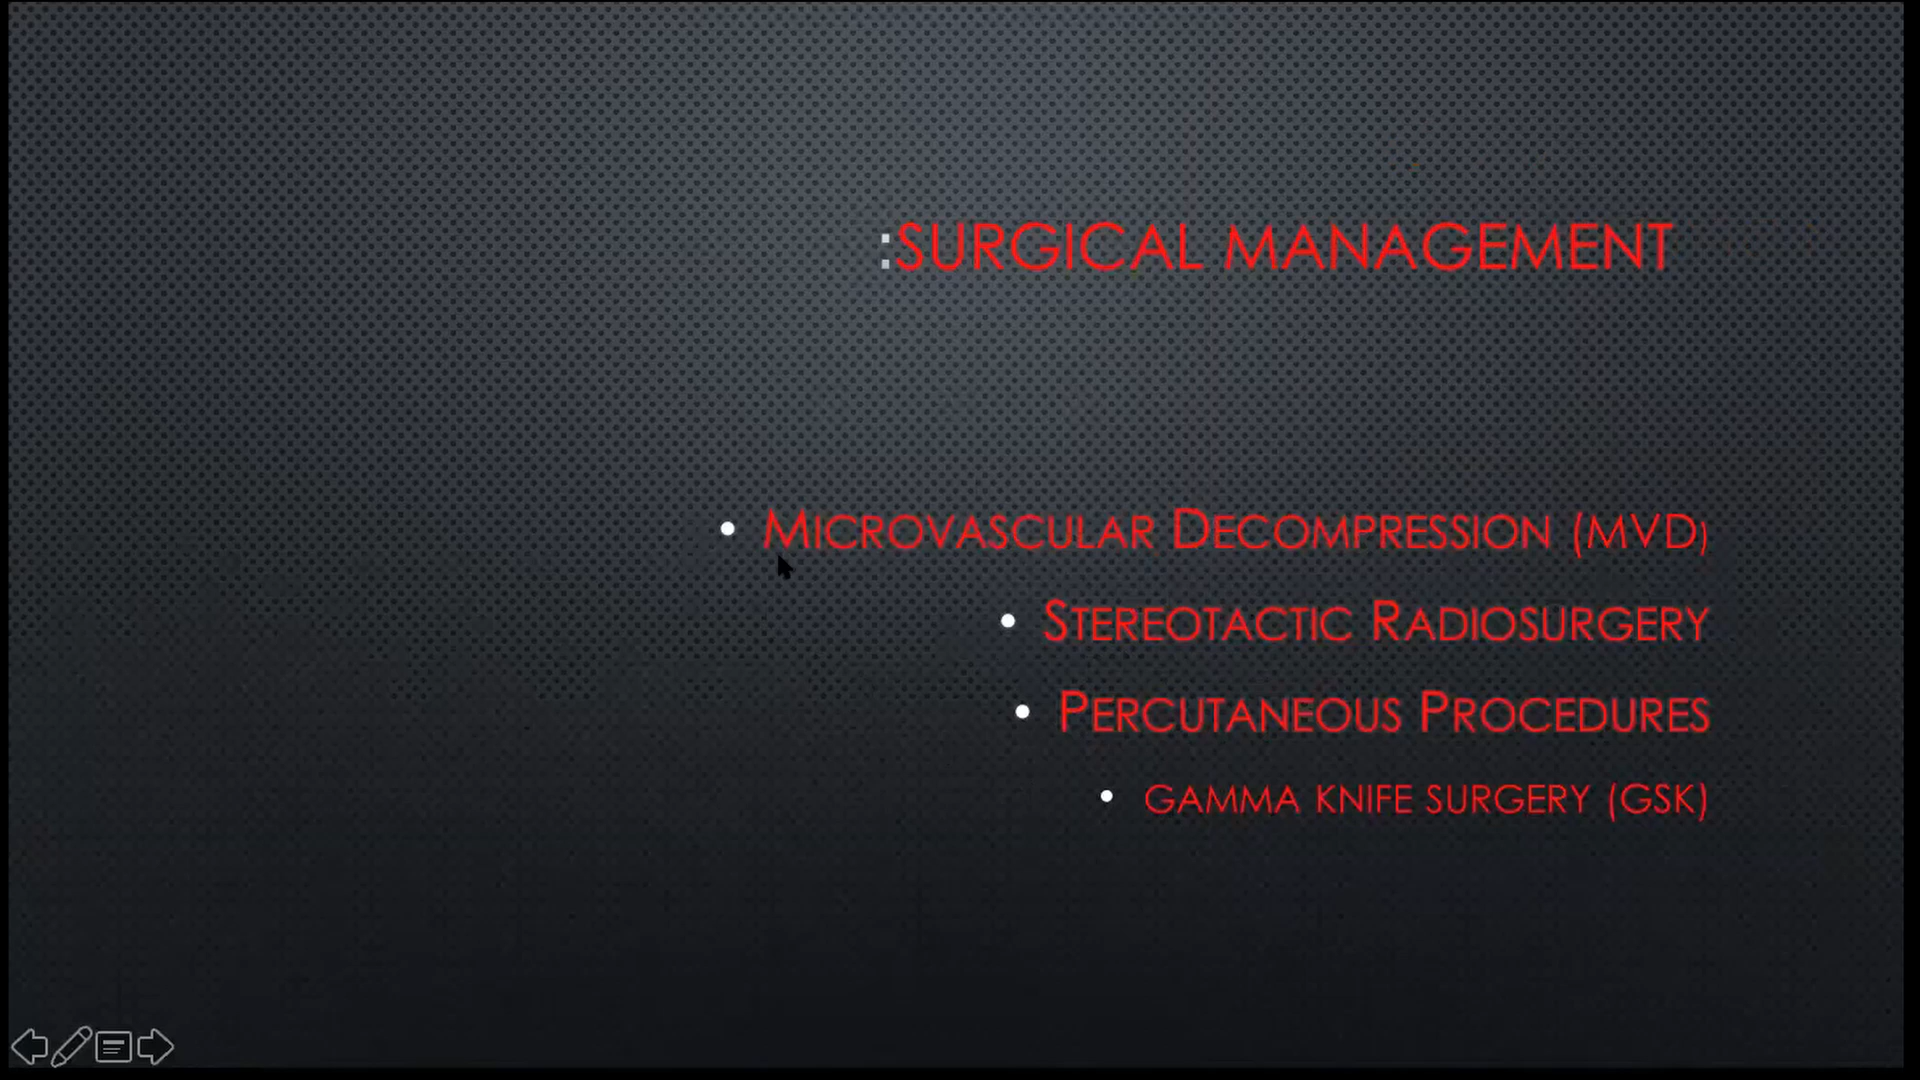 :SURGICAL MANAGEMENT
• MICROVASCULAR DECOMPRESSION (MVD)
• STEREOTACTIC RADIOSURGERY
• PERCUTANEOUS PROCEDURES
• GAMMA KNIFE SURGERY (GSK)